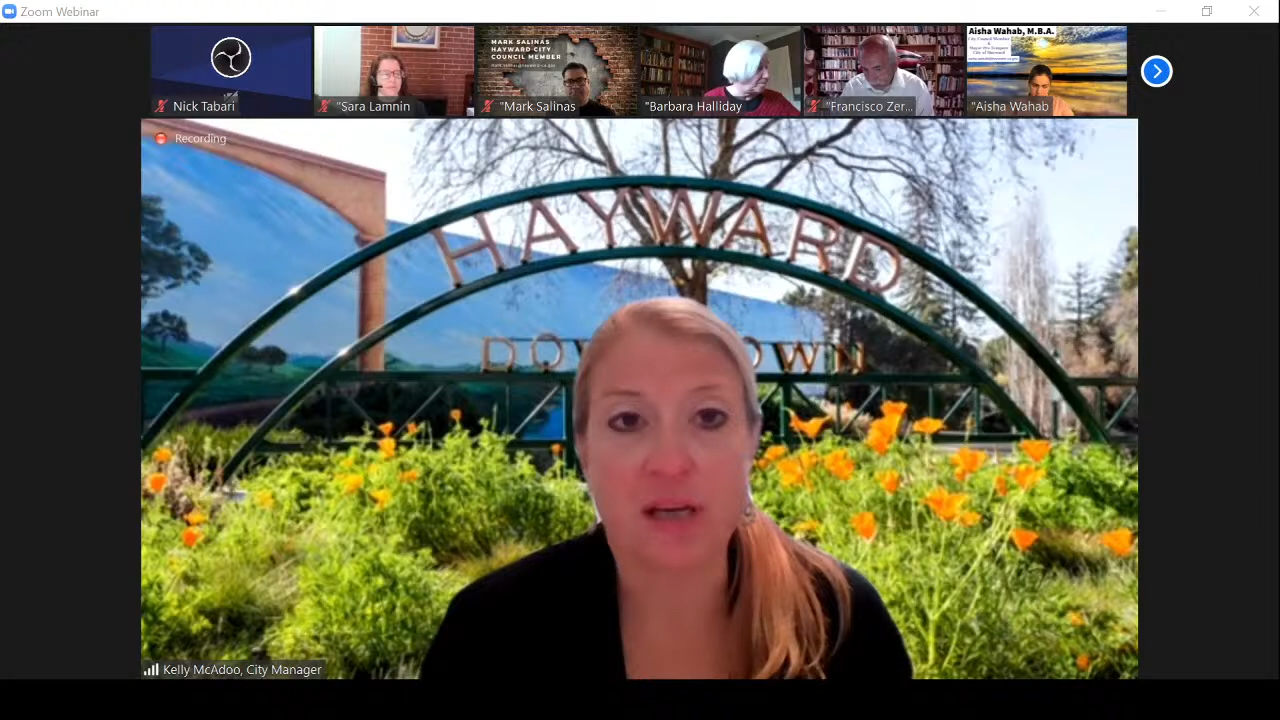 Zoom Webinar
Nick Tabari
"Sara Lamnin
MARK SALINAS
HAYWARD CITY
COUNCIL MEMBER
"Mark Salinas
"Barbara Halliday
"Francisco Zer...
Aisha Wahab, M.B.A.
"Aisha Wahab
Recording
HAYWARD
Kelly McAdoo, City Manager